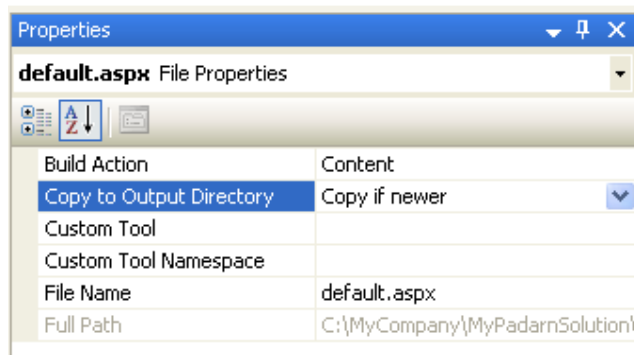 Properties
default.aspx File Properties
A Z
Build Action Content
Copy to Output Directory Copy if newer
Custom Tool
Custom Tool Namespace
File Name default.aspx
Full Path C:\MyCompany\MyPadarnSolution\